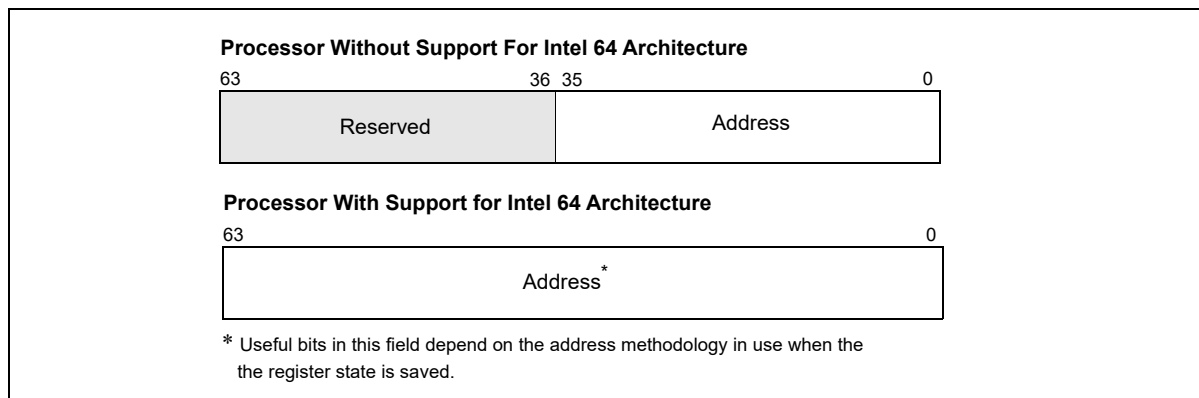 Processor Without Support For Intel 64 Architecture
63 36 35 0
Reserved Address
Processor With Support for Intel 64 Architecture
63 0
Address*
* Useful bits in this field depend on the address methodology in use when the
the register state is saved.